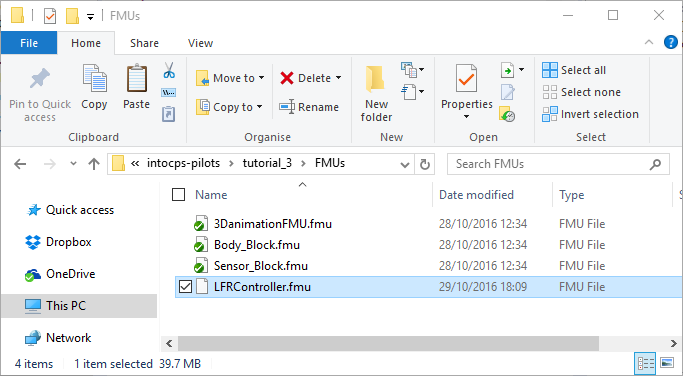 FMUs
File Home Share View
Pin to Quick access
Copy
Paste
Move to
Copy to
Delete
Rename
New folder
Properties
Select all
Select none
Invert selection
Clipboard Organise New Open Select
« intocps-pilots tutorial_3 FMUs Search FMUs
Name Date modified Type
Quick access
Dropbox
OneDrive
This PC
Network
3DanimationFMU.fmu 28/10/2016 12:34 FMU File
Body_Block.fmu 28/10/2016 12:34 FMU File
Sensor_Block.fmu 28/10/2016 12:34 FMU File
LFRController.fmu 29/10/2016 18:09 FMU File
4 items 1 item selected 39.7 MB